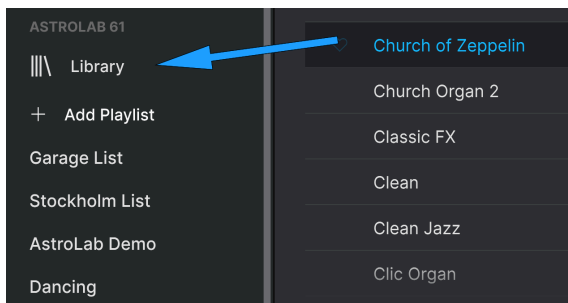 ASTROLAB 61
Library
Add Playlist
Garage List
Stockholm List
AstroLab Demo
Dancing
Church of Zeppelin
Church Organ 2
Classic FX
Clean
Clean Jazz
Clic Organ